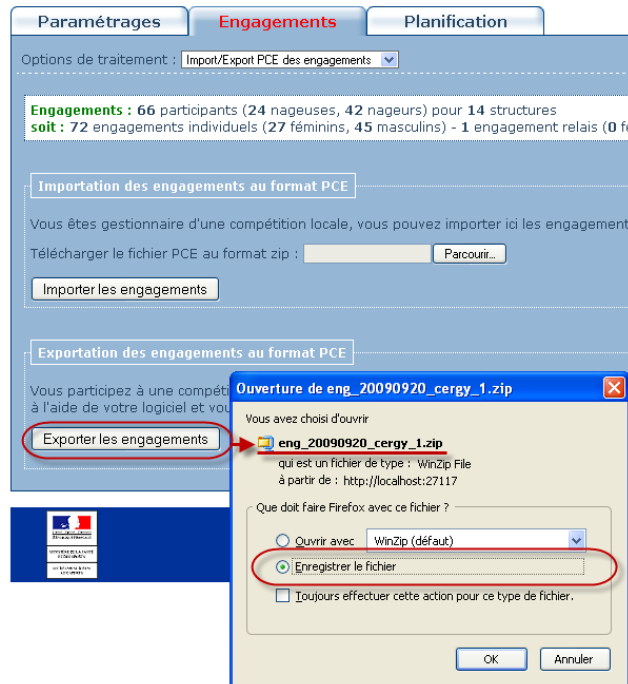 Paramétrages
Engagements
Planification
Options de traitement : Import/Export PCE des engagements
Engagements : 66 participants (24 nageuses, 42 nageurs) pour 14 structures
soit : 72 engagements individuels (27 féminins, 45 masculins) - 1 engagement relais (0 f
Importation des engagements au format PCE
Vous êtes gestionnaire d'une compétition locale, vous pouvez importer ici les engagement
Télécharger le fichier PCE au format zip : Parcourir...
Importer les engagements
Exportation des engagements au format PCE
Vous participez à une compéti
à l'aide de votre logiciel et vou
Exporter les engagements
Ouverture de eng_20090920_cergy_1.zip
Vous avez choisi d'ouvrir
eng_20090920_cergy_1.zip
qui est un fichier de type : WinZip File
à partir de : http://localhost:27117
Que doit faire Firefox avec ce fichier ?
Ouvrir avec WinZip (défaut)
Enregistrer le fichier
Toujours effectuer cette action pour ce type de fichier.
OK Annuler